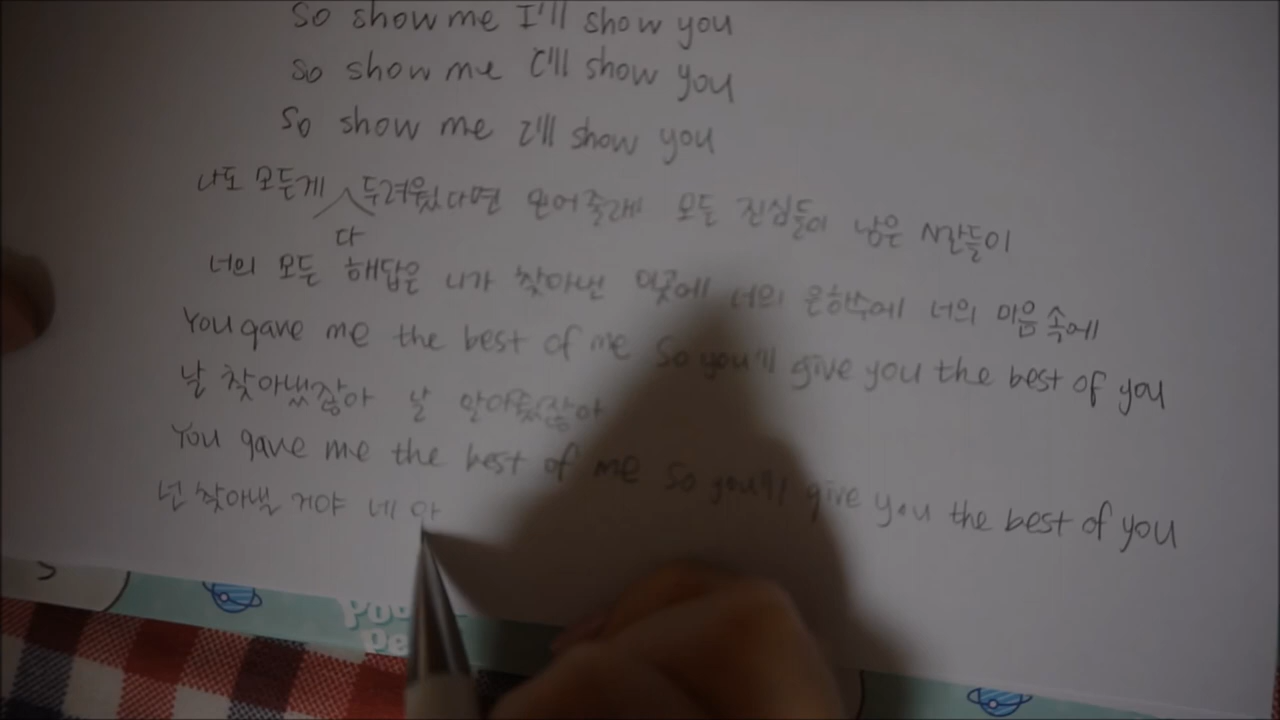 So show me I'll show you
So show me I'll show you
So show me I'll show you
나도 모든게 두려웠다면 믿어줄래 모든 진심들이 남은 시간들이
다
너의 모든 해답은 니가 찾아낸 이곳에 너의 은하수에 너의 마음 속에
You gave me the best of me So you'll give you the best of you
날 찾아냈잖아 날 알아줬잖아
You gave me the best of me So you'll give you the best of you
넌 찾아낼 거야 네 안